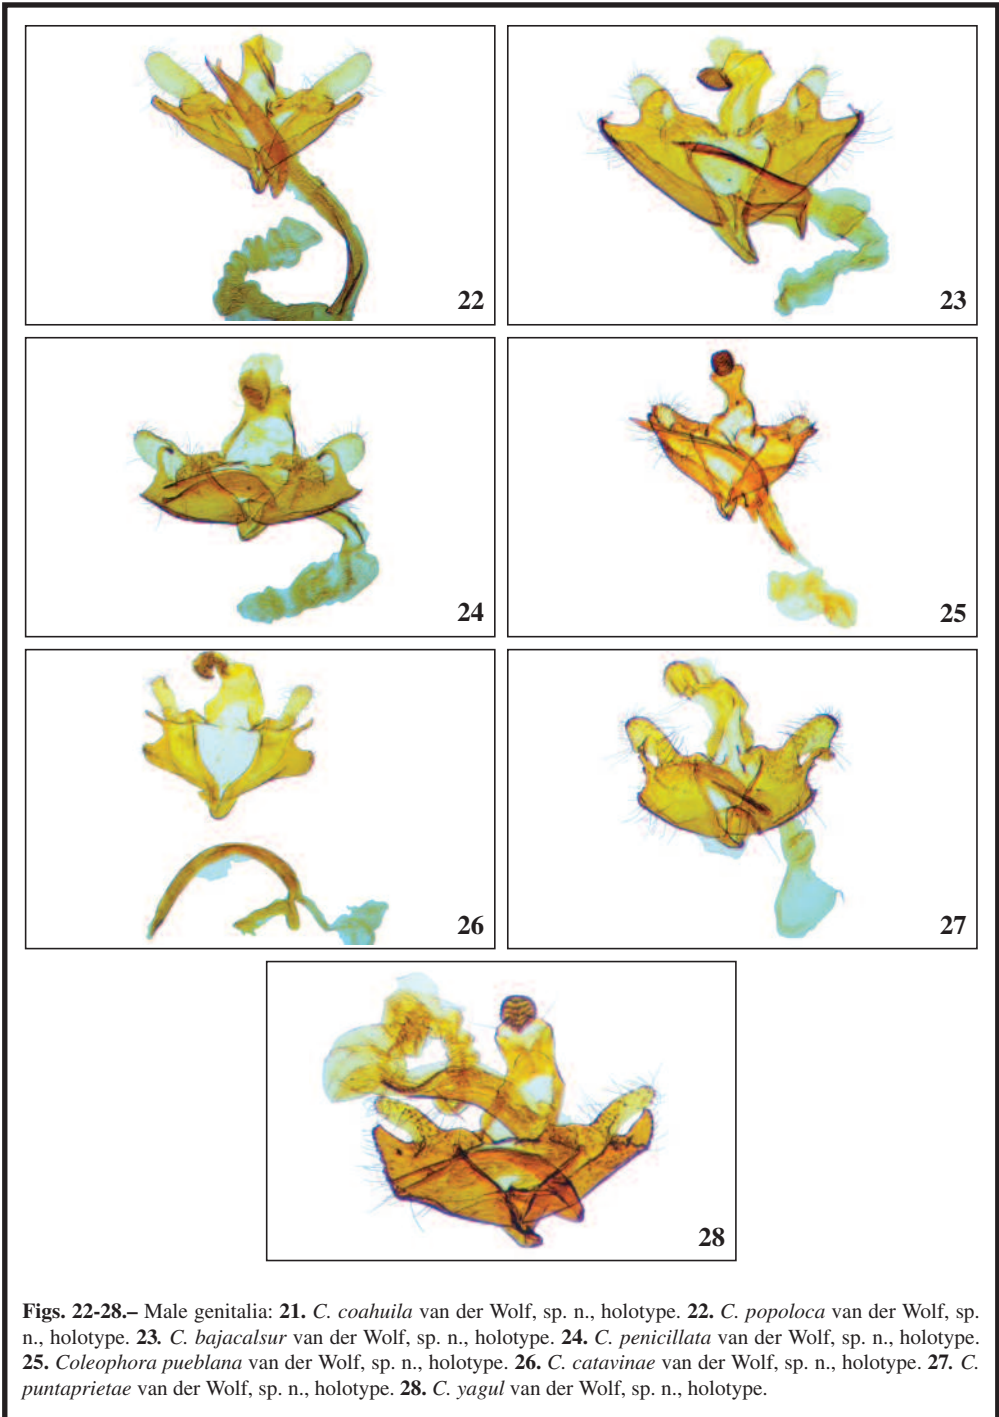 22
23
24
25
26
27
28
Figs. 22-28.– Male genitalia: 21. C. coahuila van der Wolf, sp. n., holotype. 22. C. popoloca van der Wolf, sp.
n., holotype. 23. C. bajacalsur van der Wolf, sp. n., holotype. 24. C. penicillata van der Wolf, sp. n., holotype.
25. Coleophora pueblana van der Wolf, sp. n., holotype. 26. C. catavinae van der Wolf, sp. n., holotype. 27. C.
puntaprietae van der Wolf, sp. n., holotype. 28. C. yagul van der Wolf, sp. n., holotype.